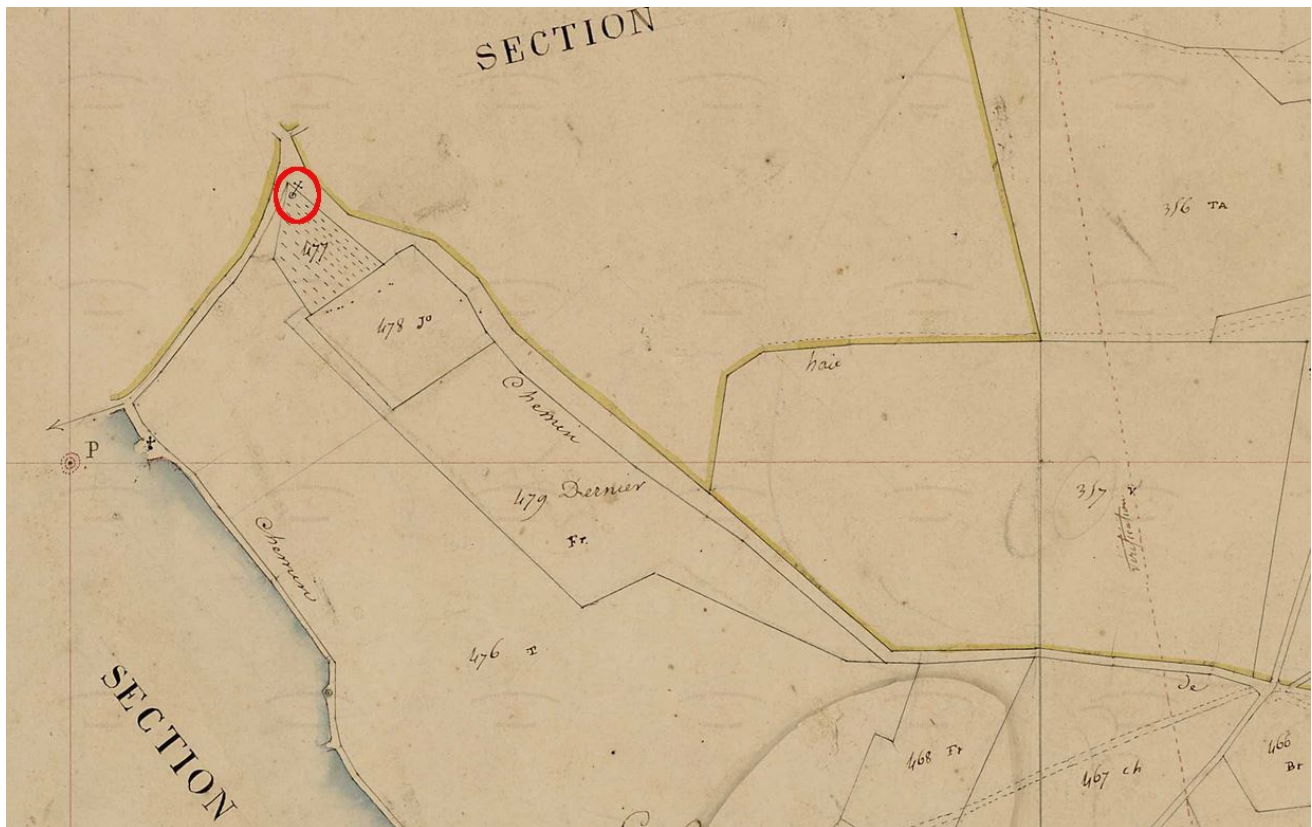 SECTION
356 TA
477
478 Jo
haie
Chemin
P
479 Dernier
Fr.
357
verification
Chemin
476 T
SECTION
de
468 Fr
467 ch
466
Br